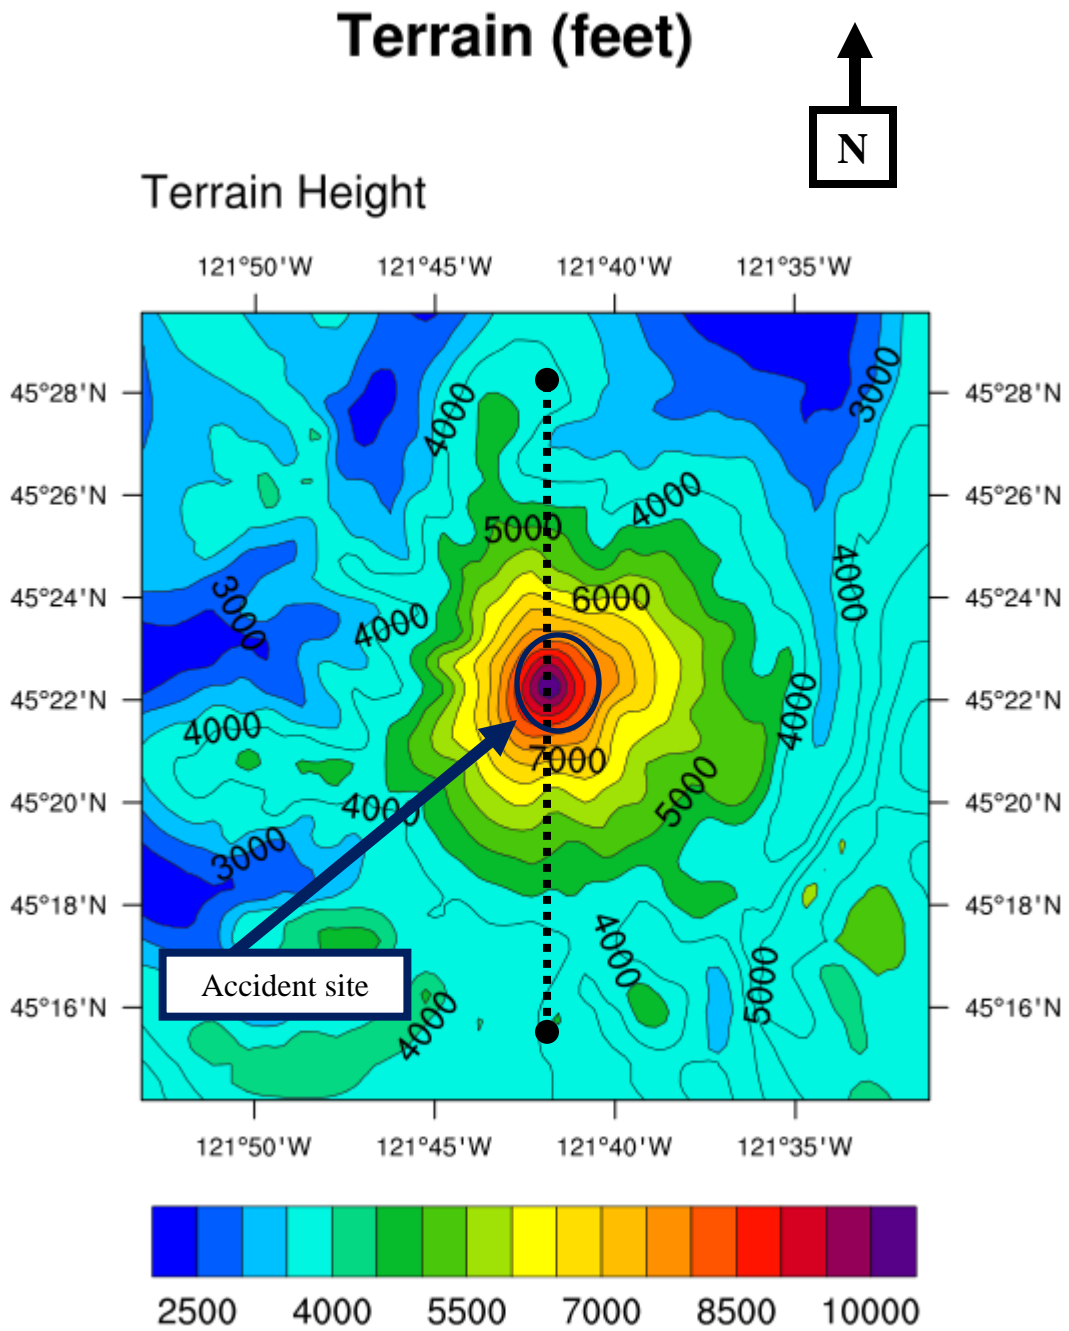 Terrain (feet)
N
Terrain Height
121°50'W 121°45'W 121°40'W 121°35'W
3000
45°28'N 4000 45°28'N
45°26'N 4000 45°26'N
5000
4000
45°24'N 3000 6000 45°24'N
4000
45°22'N 4000 45°22'N
4000
7000
5000
45°20'N 4000 45°20'N
3000
45°18'N 45°18'N
4000
5000
Accident site
45°16'N 4000 45°16'N
121°50'W 121°45'W 121°40'W 121°35'W
2500 4000 5500 7000 8500 10000